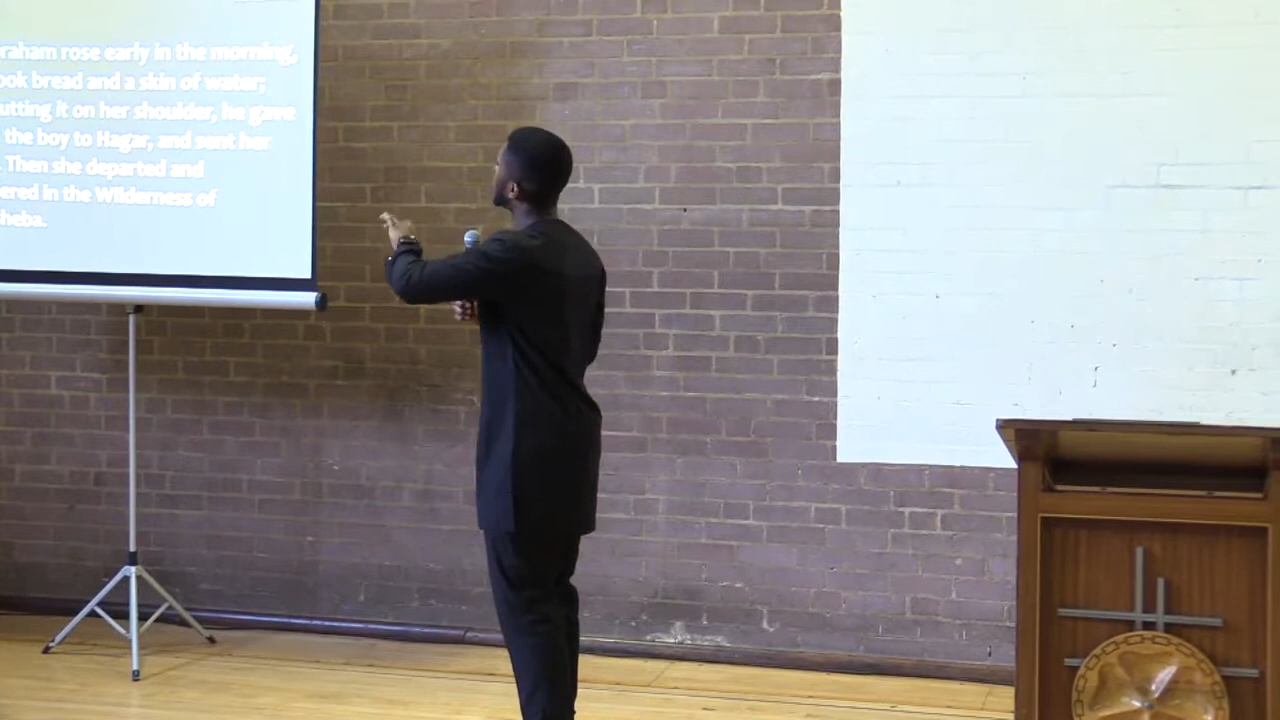 raham rose early in the morning,
ook bread and a skin of water;
utting it on her shoulder, he gave
the boy to Hagar, and sent her
. Then she departed and
ered in the Wilderness of
sheba.